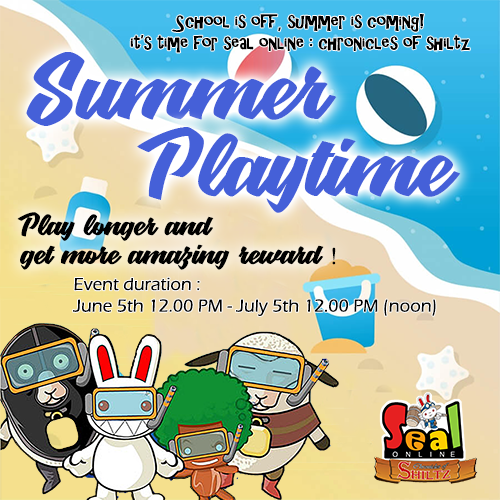 School is off, summer is coming!
it's time for Seal online : chronicles of shiltz
Summer
Playtime
Play longer and
get more amazing reward !
Event duration :
June 5th 12.00 PM - July 5th 12.00 PM (noon)
Seal
ONLINE
SHILTZ